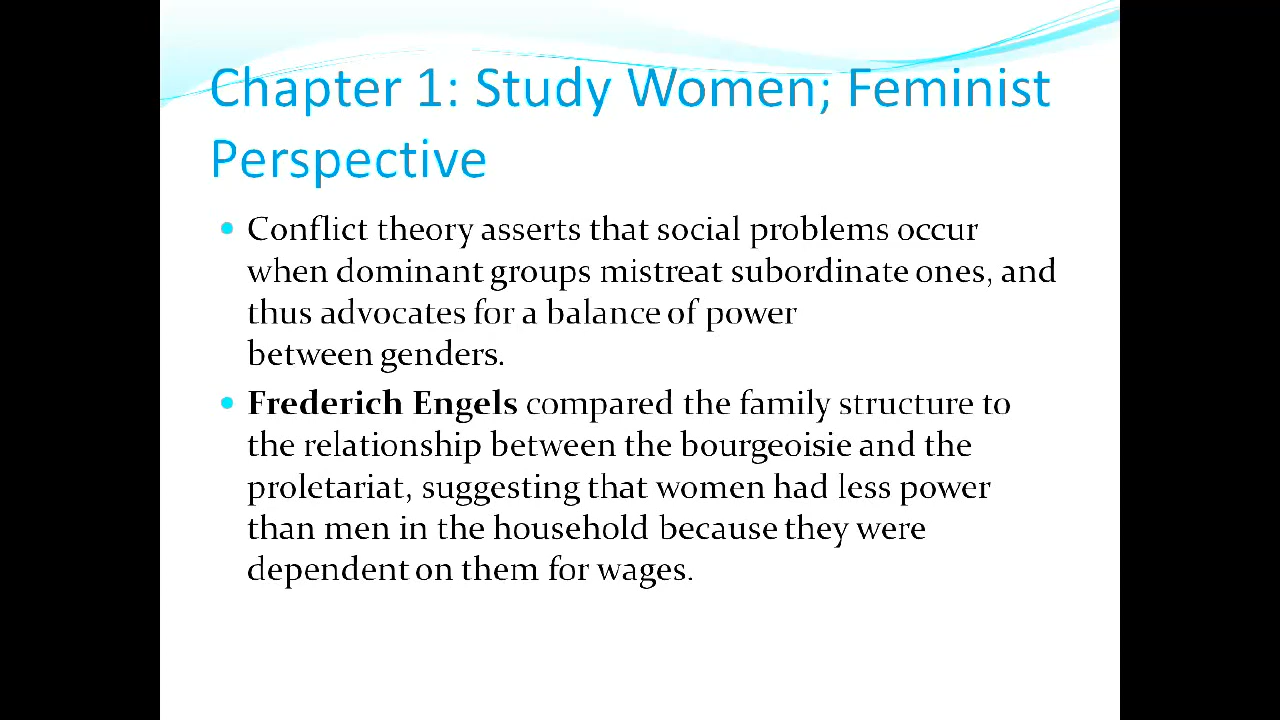 Chapter 1: Study Women; Feminist
Perspective
• Conflict theory asserts that social problems occur
when dominant groups mistreat subordinate ones, and
thus advocates for a balance of power
between genders.
• Frederich Engels compared the family structure to
the relationship between the bourgeoisie and the
proletariat, suggesting that women had less power
than men in the household because they were
dependent on them for wages.